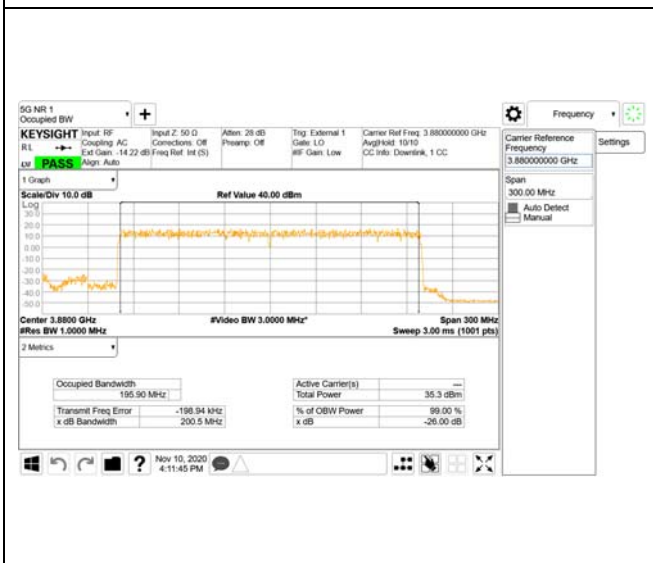 5G NR 1
Occupied BW
Frequency
KEYSIGHT Input: RF Input Z: 50 Ω Atten: 28 dB Trig: External 1 Carrier Ref Freq: 3.880000000 GHz
RL Coupling: AC Corrections: Off Preamp: Off Gate: LO Avg|Hold: 10/10
Ext Gain: -14.22 dB Freq Ref: Int (S) #IF Gain: Low CC Info: Downlink, 1 CC
PASS Align: Auto
Carrier Reference
Frequency
3.880000000 GHz
Settings
Span
300.00 MHz
Auto Detect
Manual
1 Graph
Scale/Div 10.0 dB Ref Value 40.00 dBm
Log
30.0
20.0
10.0
0.00
-10.0
-20.0
-30.0
-40.0
-50.0
Center 3.8800 GHz #Video BW 3.0000 MHz* Span 300 MHz
#Res BW 1.0000 MHz Sweep 3.00 ms (1001 pts)
2 Metrics
Occupied Bandwidth
195.90 MHz
Active Carrier(s) ---
Total Power 35.3 dBm
Transmit Freq Error -198.94 kHz
x dB Bandwidth 200.5 MHz
% of OBW Power 99.00 %
x dB -26.00 dB
?
Nov 10, 2020
4:11:45 PM